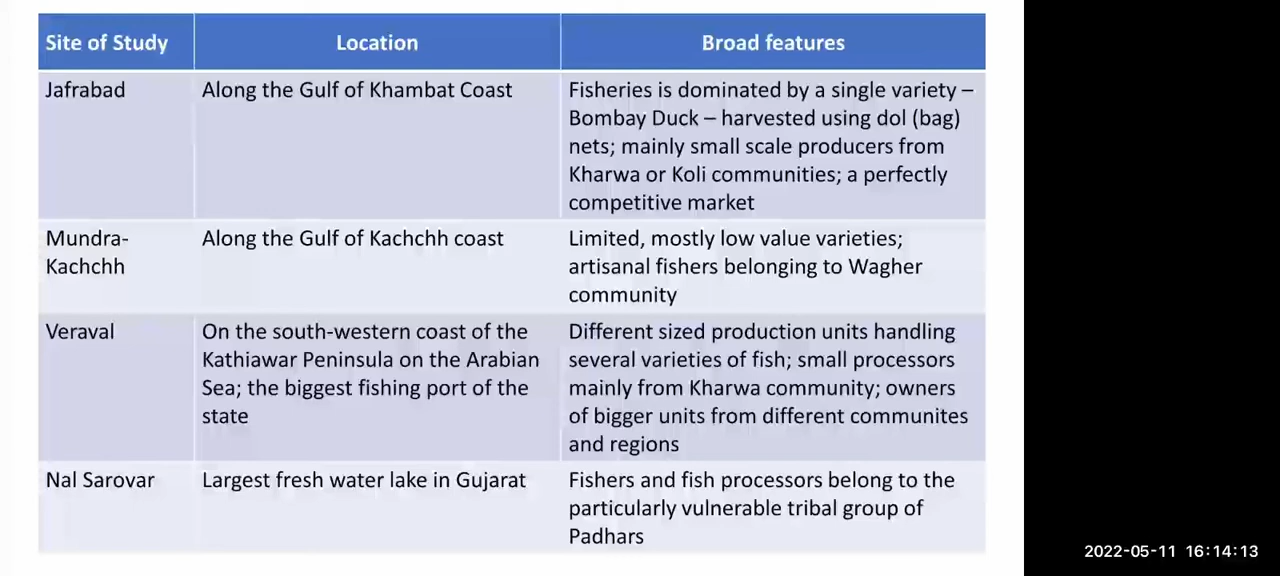 Site of Study
Location
Broad features
Jafrabad
Along the Gulf of Khambat Coast
Fisheries is dominated by a single variety –
Bombay Duck – harvested using dol (bag)
nets; mainly small scale producers from
Kharwa or Koli communities; a perfectly
competitive market
Mundra-
Kachchh
Along the Gulf of Kachchh coast
Limited, mostly low value varieties;
artisanal fishers belonging to Wagher
community
Veraval
On the south-western coast of the
Kathiawar Peninsula on the Arabian
Sea; the biggest fishing port of the
state
Different sized production units handling
several varieties of fish; small processors
mainly from Kharwa community; owners
of bigger units from different communites
and regions
Nal Sarovar
Largest fresh water lake in Gujarat
Fishers and fish processors belong to the
particularly vulnerable tribal group of
Padhars
2022-05-11 16:14:13